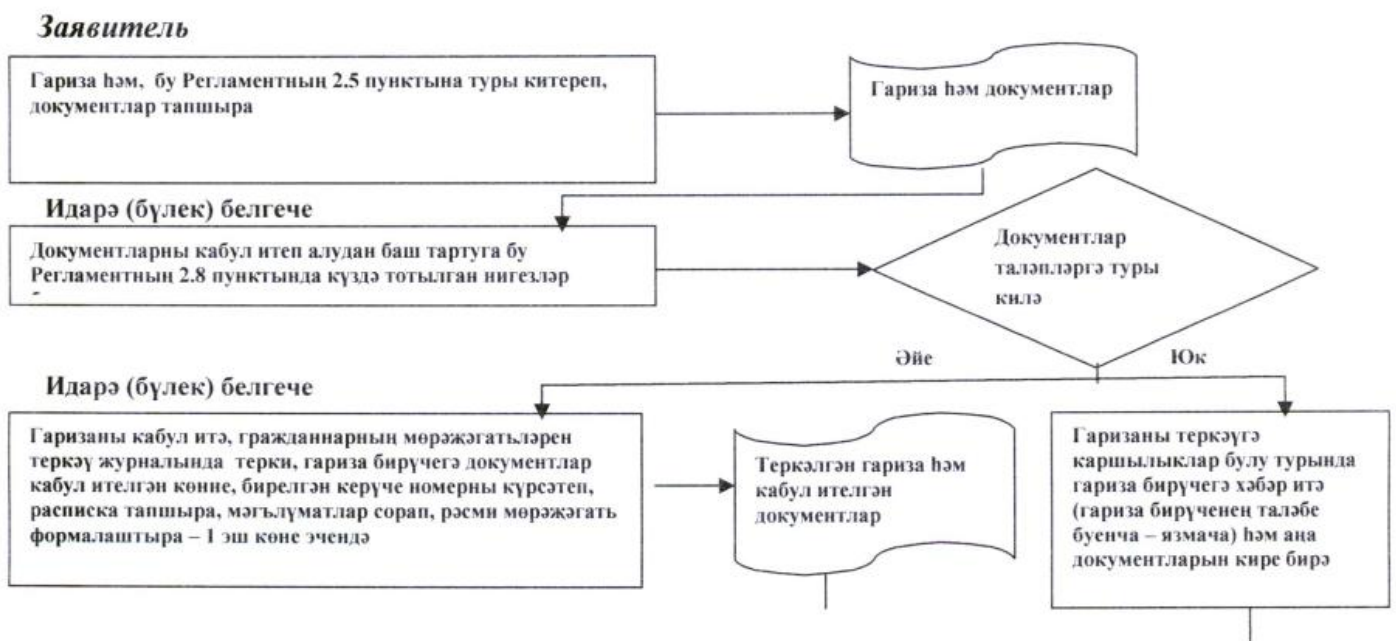 Заявитель
Гариза һәм, бу Регламентның 2.5 пунктына туры китереп,
документлар тапшыра
Гариза һәм документлар
Идарә (бүлек) белгече
Документларны кабул итеп алудан баш тартуга бу
Регламентның 2.8 пунктында күздә тотылган нигезләр
Документлар
таләпләргә туры
килә
Әйе
Юк
Идарә (бүлек) белгече
Гаризаны кабул итә, гражданнарның мөрәҗәгатьләрен
теркәү журналында терки, гариза бирүчегә документлар
кабул ителгән көнне, бирелгән керүче номерны күрсәтеп,
расписка тапшыра, мәгълүматлар сорап, рәсми мөрәҗәгать
формалаштыра – 1 эш көне эчендә
Теркәлгән гариза һәм
кабул ителгән
документлар
Гаризаны теркәүгә
каршылыклар булу турында
гариза бирүчегә хәбәр итә
(гариза бирүченең таләбе
буенча – язмача) һәм аңа
документларын кире бирә